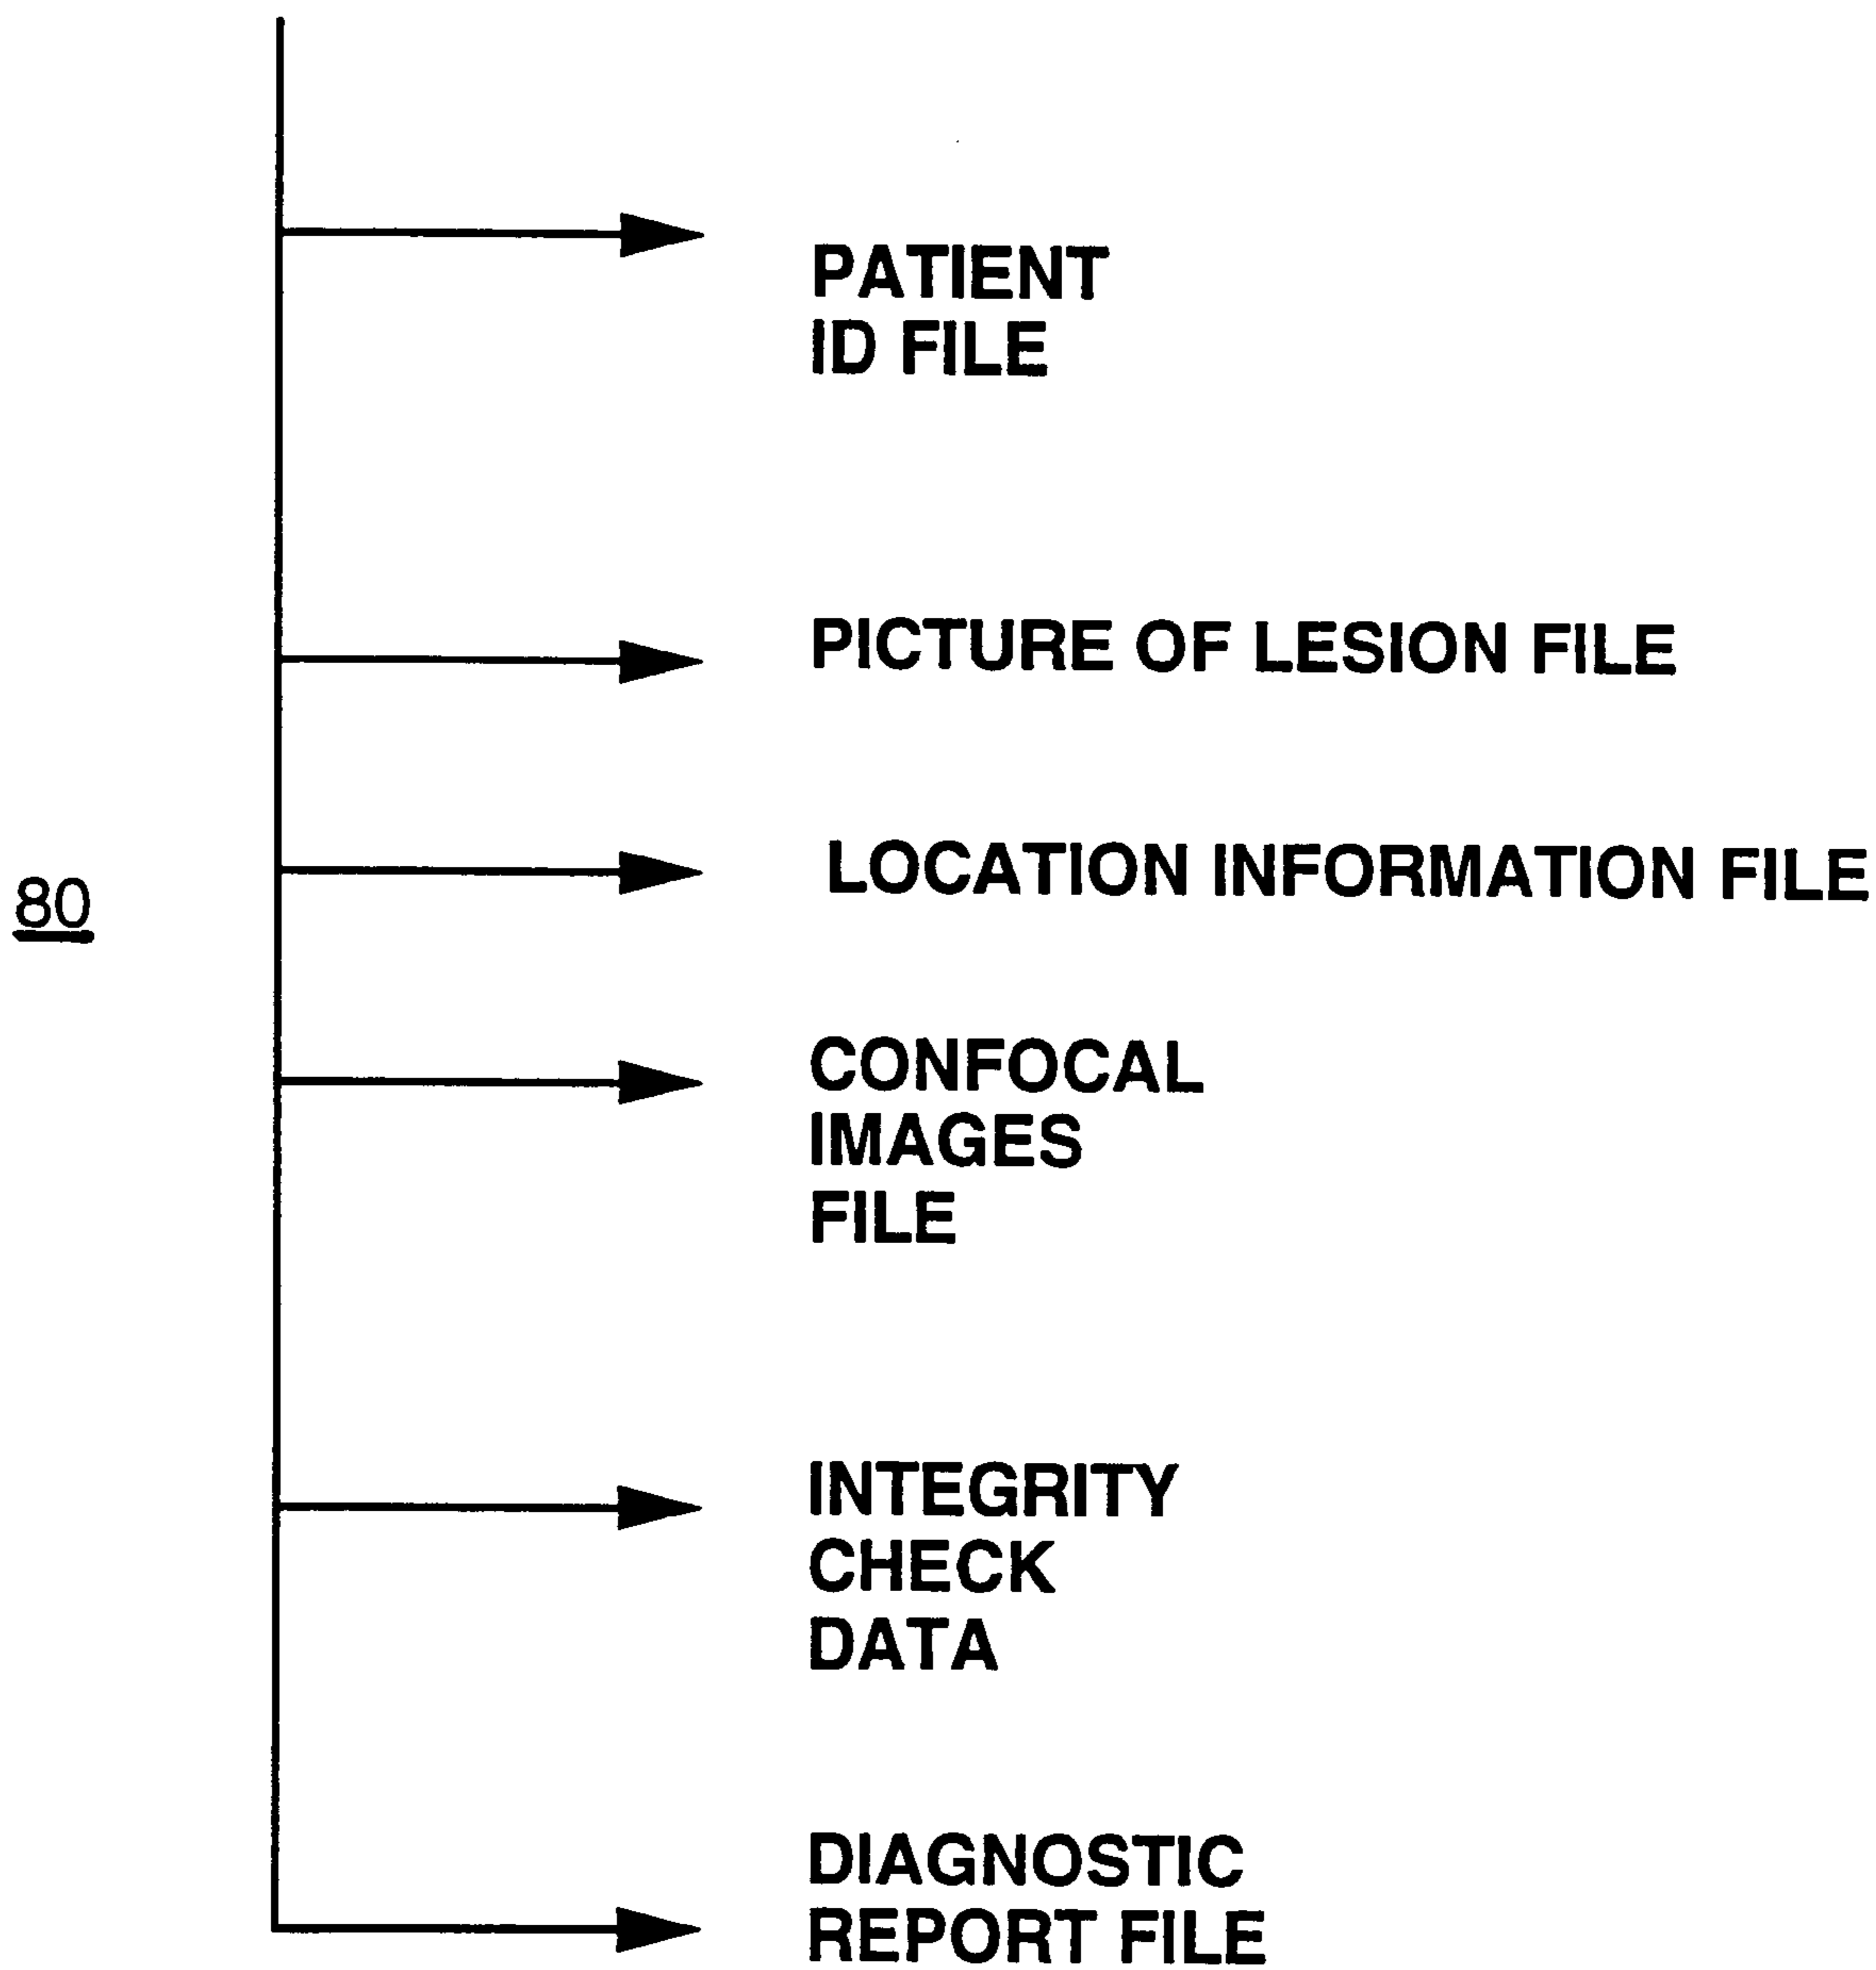 PATIENT
ID FILE
PICTURE OF LESION FILE
LOCATION INFORMATION FILE
80
CONFOCAL
IMAGES
FILE
INTEGRITY
CHECK
DATA
DIAGNOSTIC
REPORT FILE